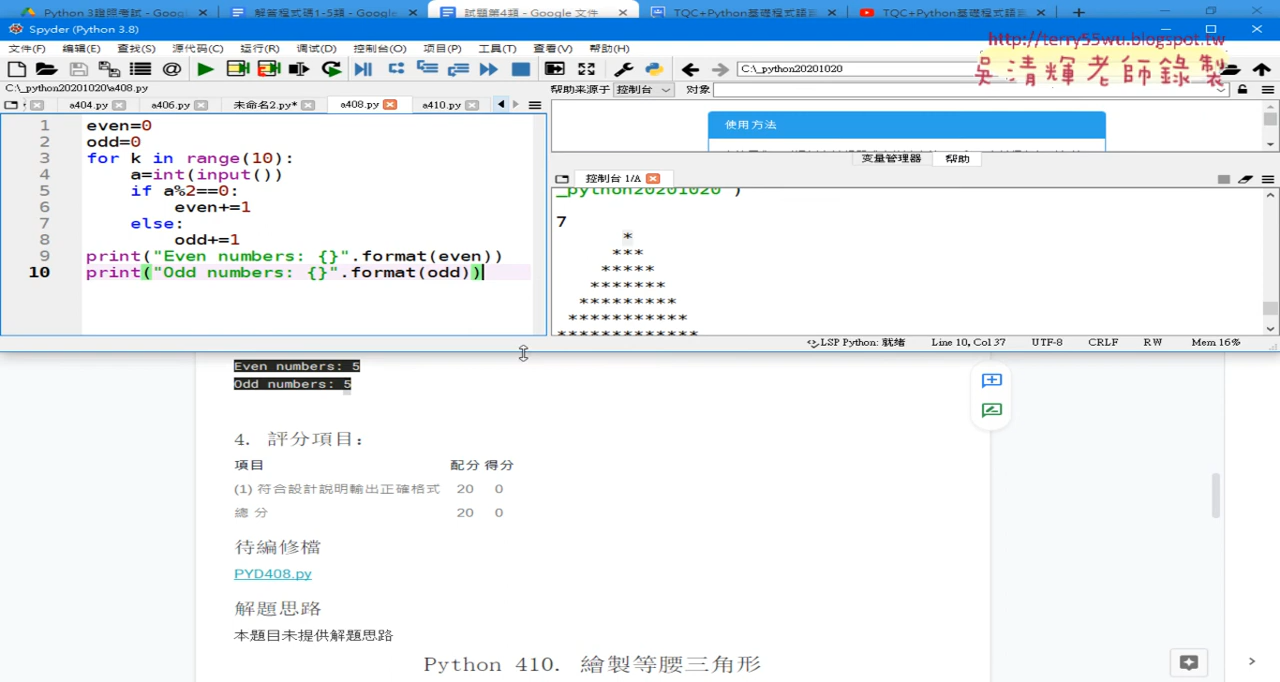 Python 3證照考試 - Goog
解答程式碼1-5類 - Google
試題第4類 - Google 文件
TQC+Python基礎程式語言
TQC+Python基礎程式語言
Spyder (Python 3.8)
文件(F) 编辑(E) 查找(S) 源代码(C) 运行(R) 调试(D) 控制台(O) 项目(P) 工具(T) 查看(V) 帮助(H)
http://terry55wu.blogspot.tw
吳清輝老師錄製
C:\_python20201020
C:\_python20201020\a408.py
帮助来源于 控制台 对象
a404.py
a406.py
未命名2.py*
a408.py
a410.py
1 even=0
2 odd=0
3 for k in range(10):
4     a=int(input())
5     if a%2==0:
6         even+=1
7     else:
8         odd+=1
9 print("Even numbers: {}".format(even))
10 print("Odd numbers: {}".format(odd))
使用方法
变量管理器 帮助
控制台 1/A
_python20201020')
7
*
***
*****
*******
*********
***********
*************
LSP Python: 就绪 Line 10, Col 37 UTF-8 CRLF RW Mem 16%
Even numbers: 5
Odd numbers: 5
4. 評分項目:
項目 配分 得分
(1) 符合設計說明輸出正確格式 20 0
總 分 20 0
待編修檔
PYD408.py
解題思路
本題目未提供解題思路
Python 410. 繪製等腰三角形